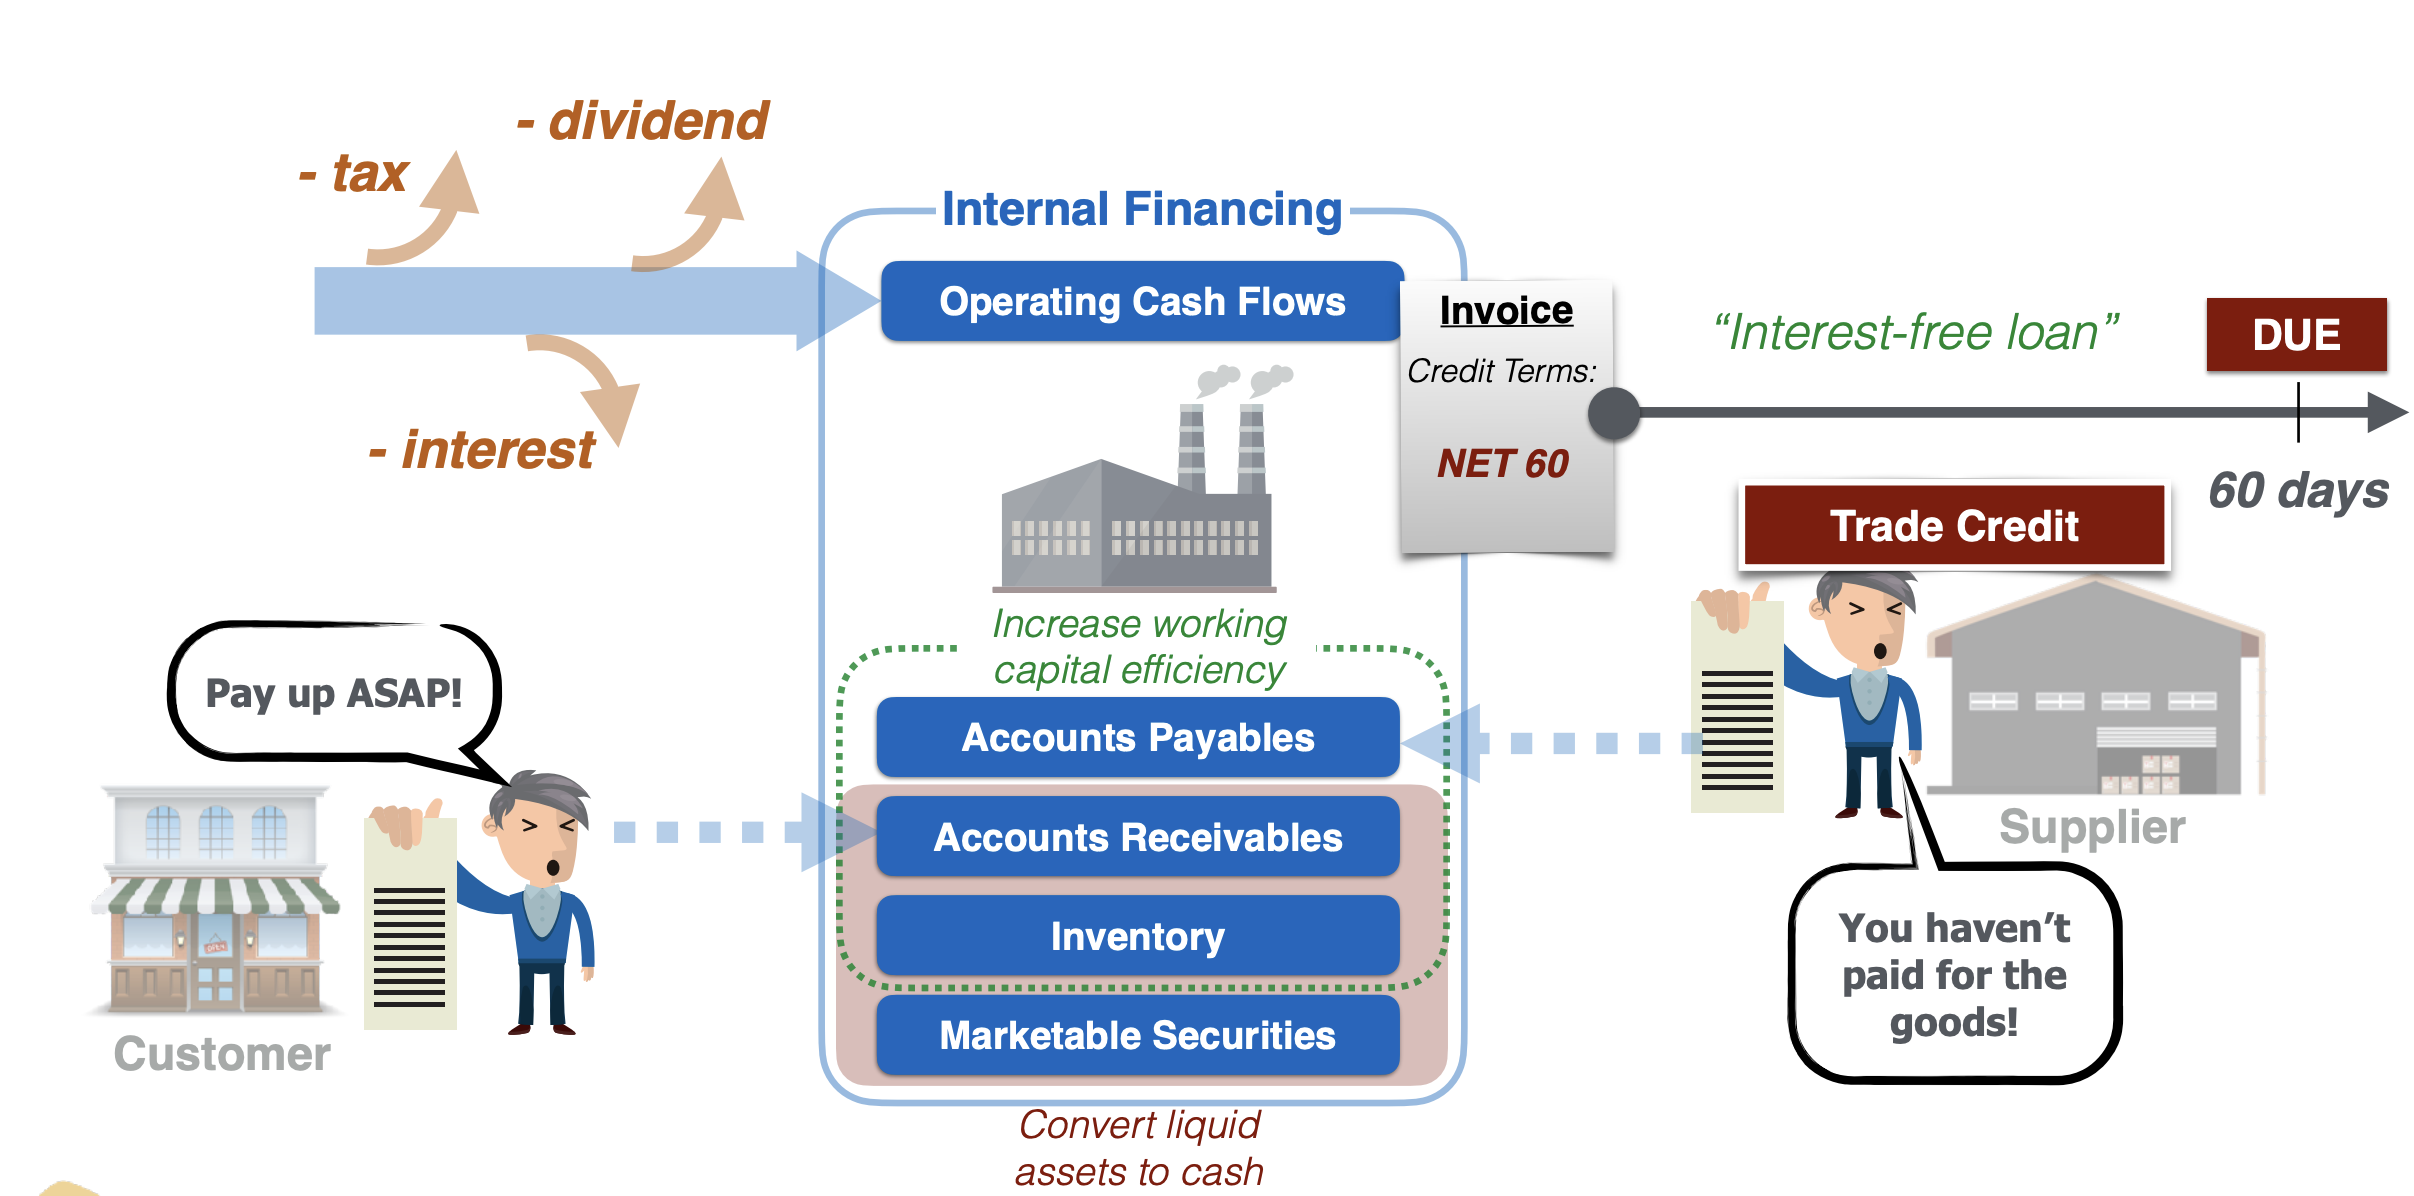 - dividend
- tax
- interest
Internal Financing
Operating Cash Flows
Invoice
Credit Terms:
NET 60
“Interest-free loan”
DUE
60 days
Trade Credit
Increase working
capital efficiency
Pay up ASAP!
Accounts Payables
Accounts Receivables
Inventory
Marketable Securities
Customer
Supplier
You haven’t
paid for the
goods!
Convert liquid
assets to cash